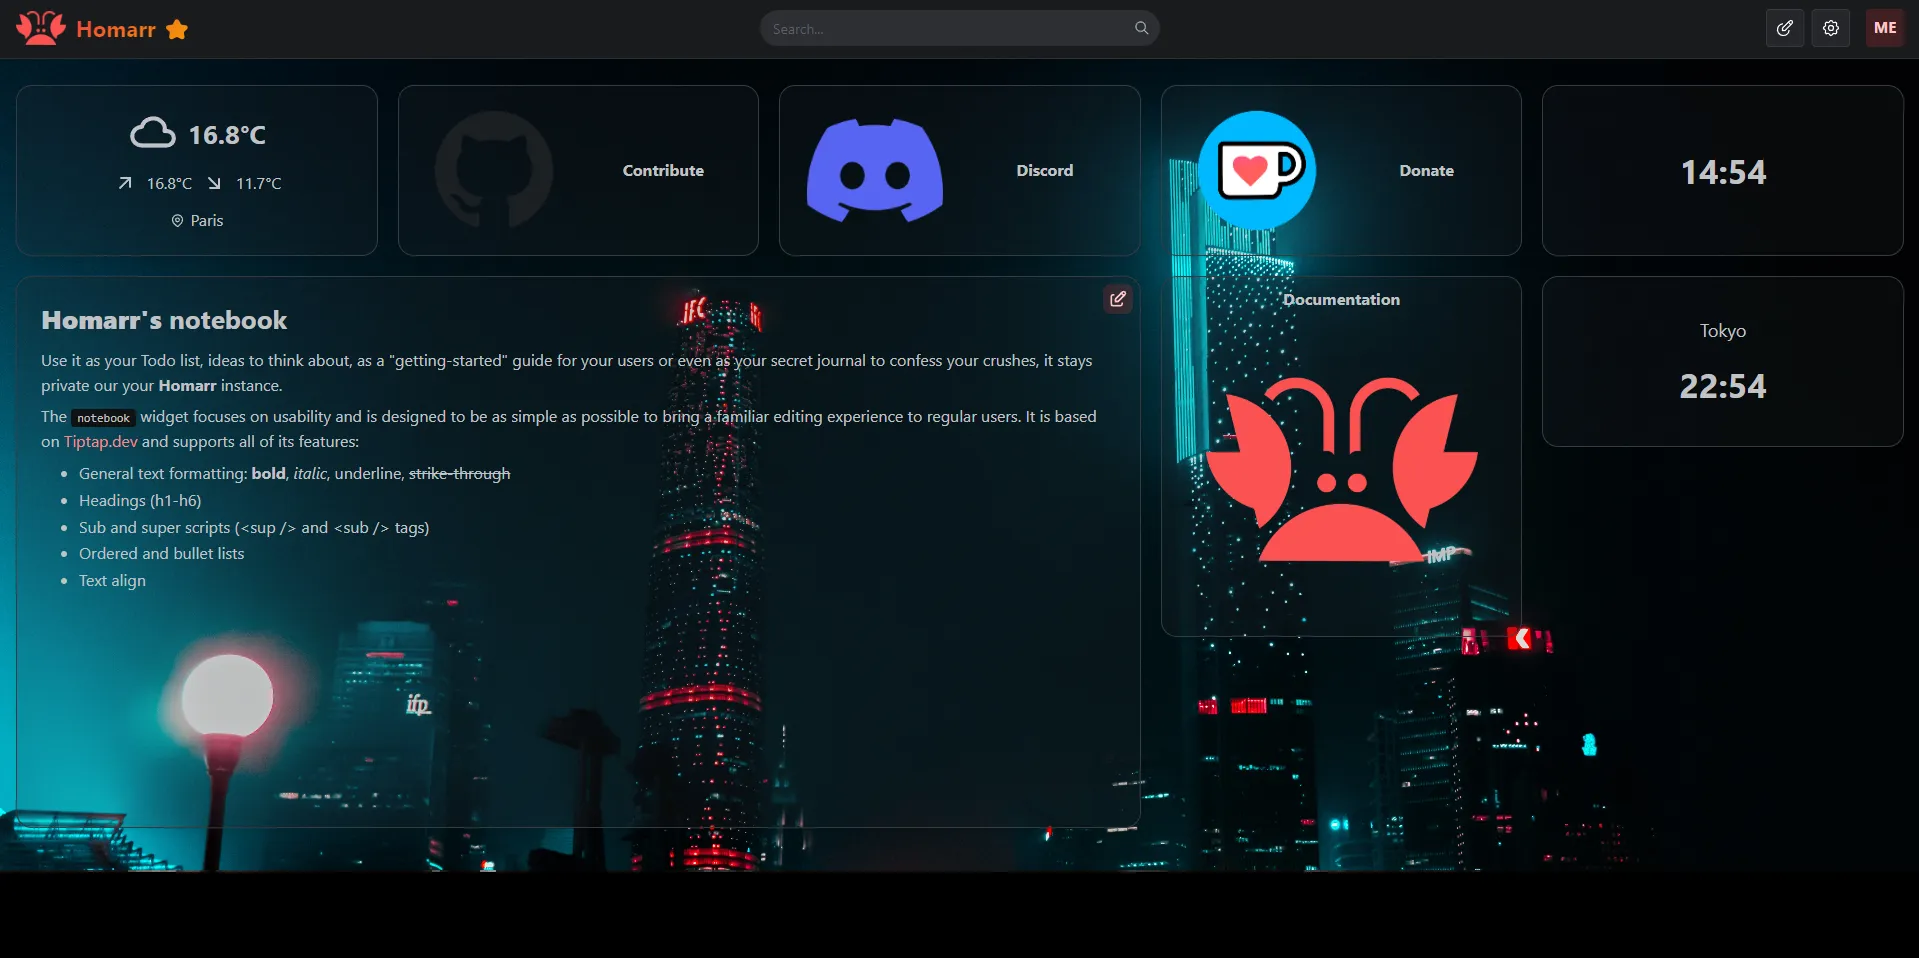 Homarr
Search...
ME
16.8°C
16.8°C 11.7°C
Paris
Contribute
Discord
Donate
14:54
Homarr's notebook
Use it as your Todo list, ideas to think about, as a "getting-started" guide for your users or even as your secret journal to confess your crushes, it stays
private our your Homarr instance.
The notebook widget focuses on usability and is designed to be as simple as possible to bring a familiar editing experience to regular users. It is based
on Tiptap.dev and supports all of its features:
General text formatting: bold, italic, underline, strike-through
Headings (h1-h6)
Sub and super scripts (<sup /> and <sub /> tags)
Ordered and bullet lists
Text align
Documentation
Tokyo
22:54
IFC
ifp
IMP